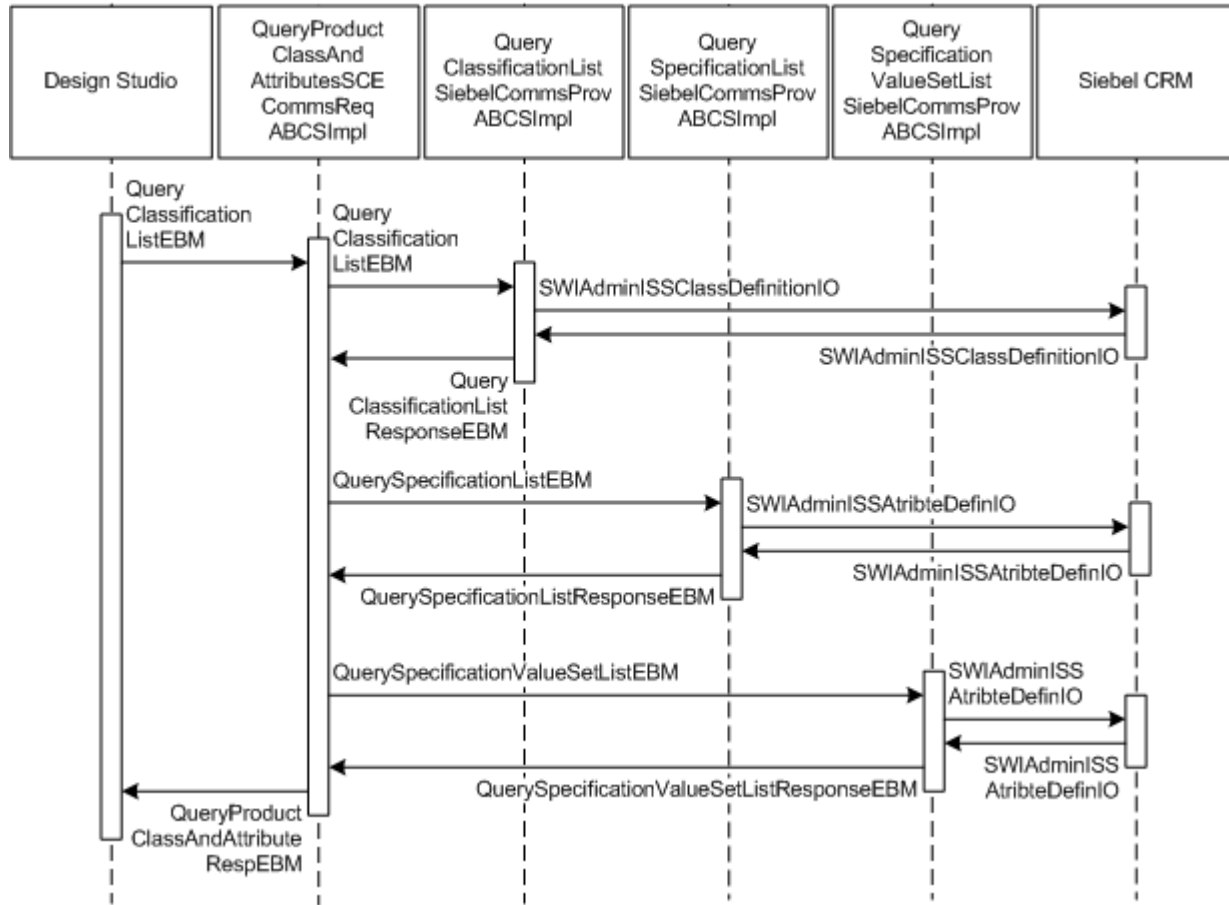 Design Studio
QueryProduct
ClassAnd
AttributesSCE
CommsReq
ABCSImpl
Query
ClassificationList
SiebelCommsProv
ABCSImpl
Query
SpecificationList
SiebelCommsProv
ABCSImpl
Query
Specification
ValueSetList
SiebelCommsProv
ABCSImpl
Siebel CRM
Query
Classification
ListEBM
Query
Classification
ListEBM
SWIAdminISSClassDefinitionIO
SWIAdminISSClassDefinitionIO
Query
ClassificationList
ResponseEBM
QuerySpecificationListEBM
SWIAdminISSAtribteDefinIO
SWIAdminISSAtribteDefinIO
QuerySpecificationListResponseEBM
QuerySpecificationValueSetListEBM
SWIAdminISS
AtribteDefinIO
SWIAdminISS
AtribteDefinIO
QuerySpecificationValueSetListResponseEBM
QueryProduct
ClassAndAttribute
RespEBM